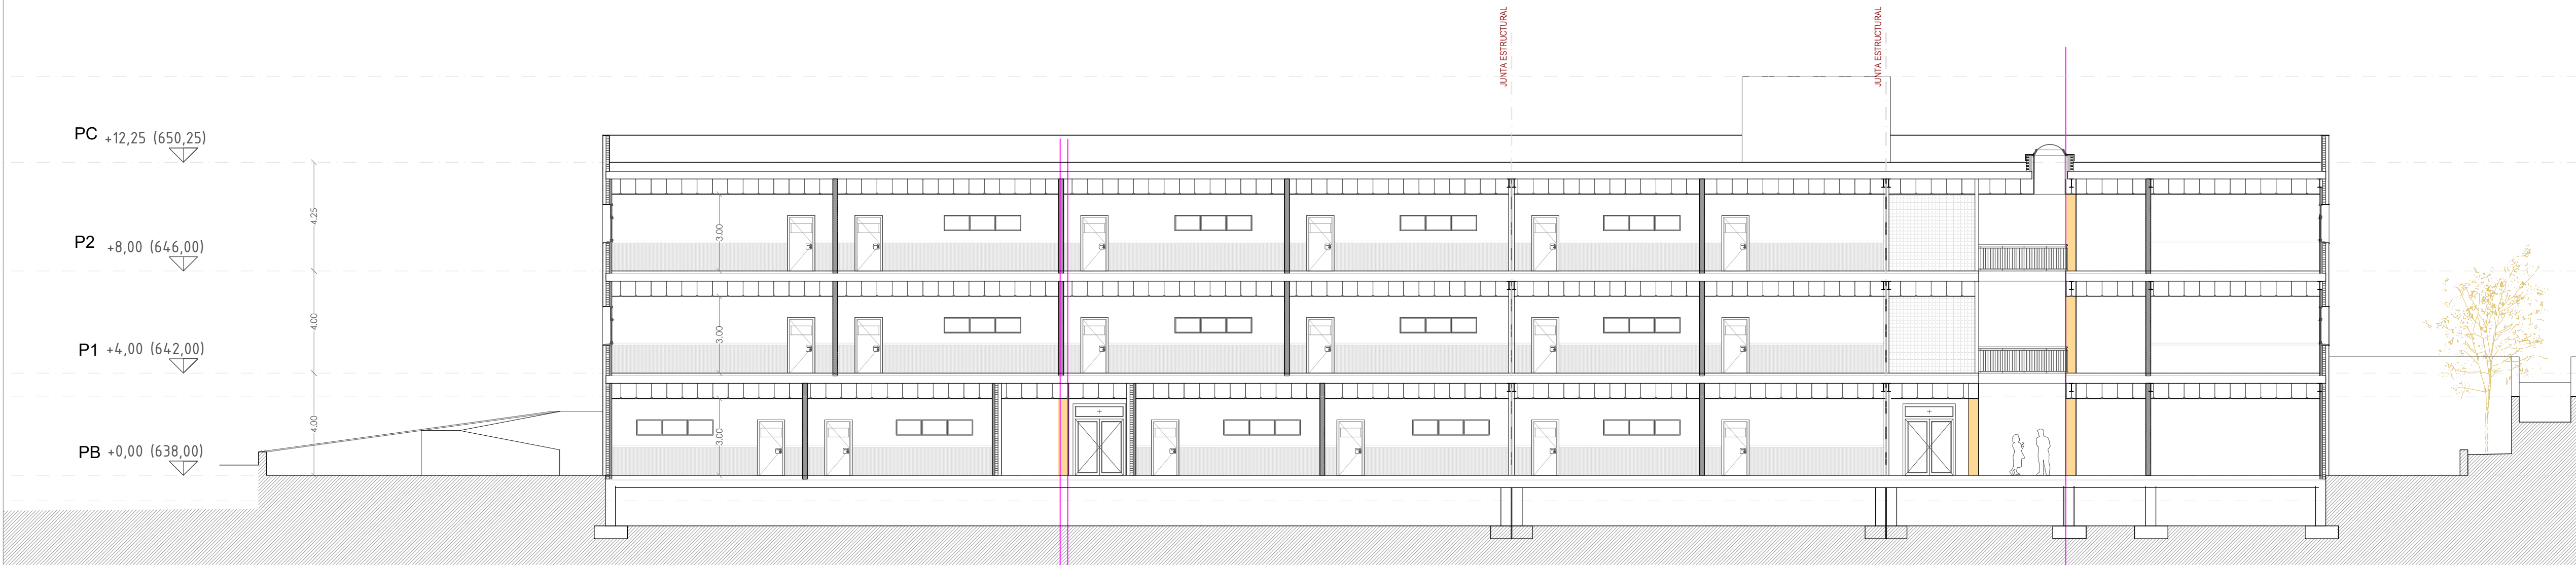 JUNTA ESTRUCTURAL
JUNTA ESTRUCTURAL
PC +12,25 (650,25)
4.25
P2 +8,00 (646,00)
3.00
4.00
P1 +4,00 (642,00)
3.00
4.00
PB +0,00 (638,00)
3.00